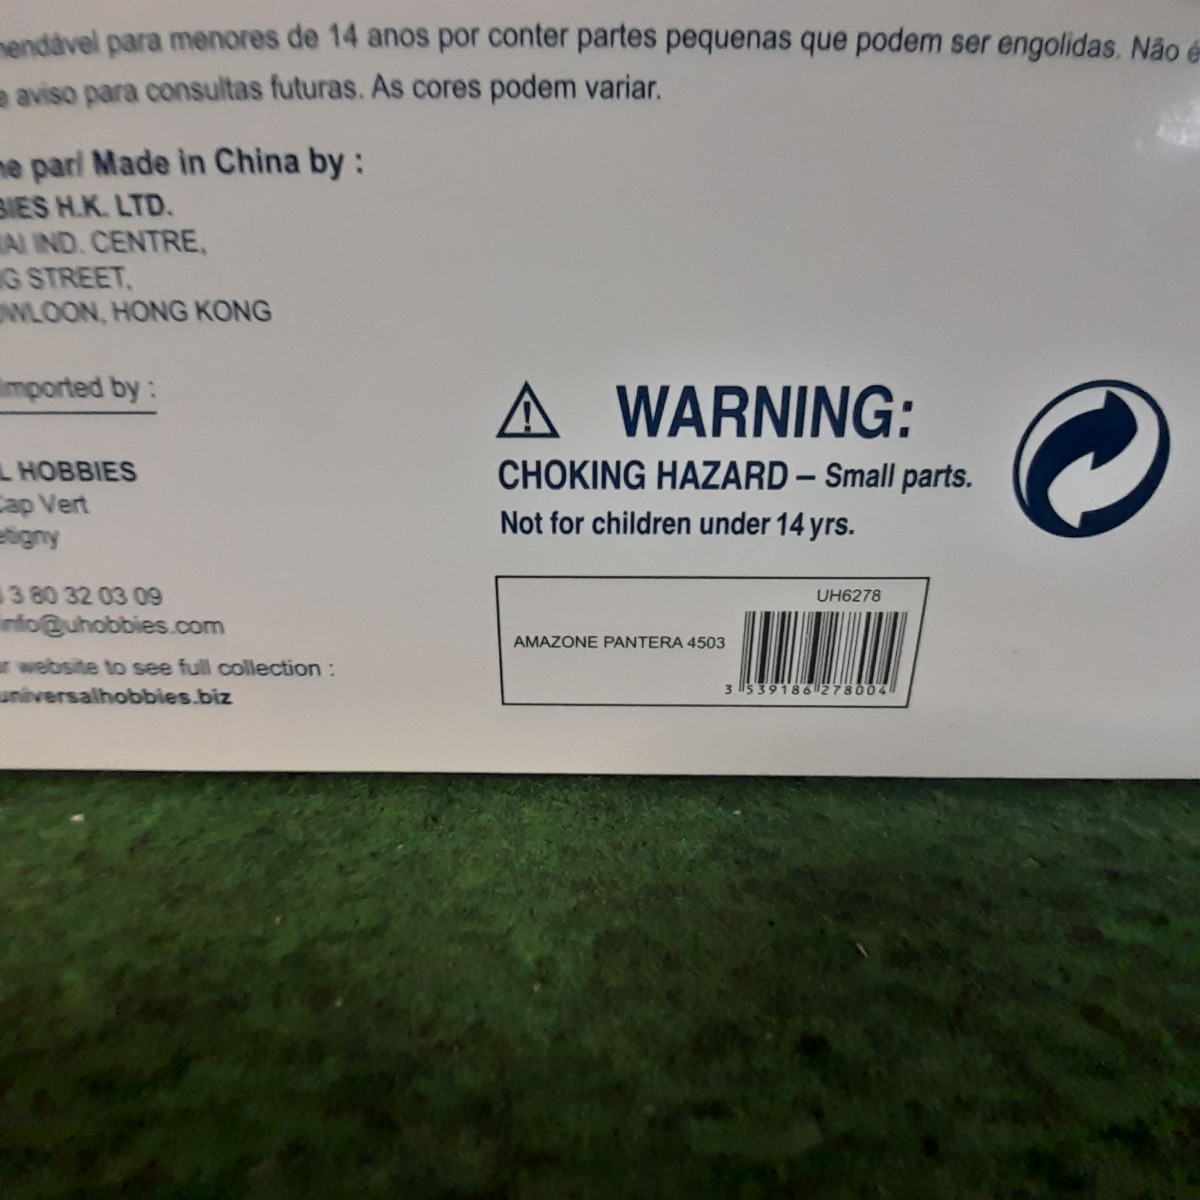 para menores de 14 anos por conter partes pequenas que podem ser engolidas. Não é
aviso para consultas futuras. As cores podem variar.
par/ Made in China by :
H.K. LTD.
IND. CENTRE,
STREET,
HONG KONG
imported by :
HOBBIES
Cap Vert
3 80 32 03 09
info@uhobbies.com
website to see full collection :
universalhobbies.biz
WARNING:
CHOKING HAZARD – Small parts.
Not for children under 14 yrs.
UH6278
AMAZONE PANTERA 4503
3 539186 278004